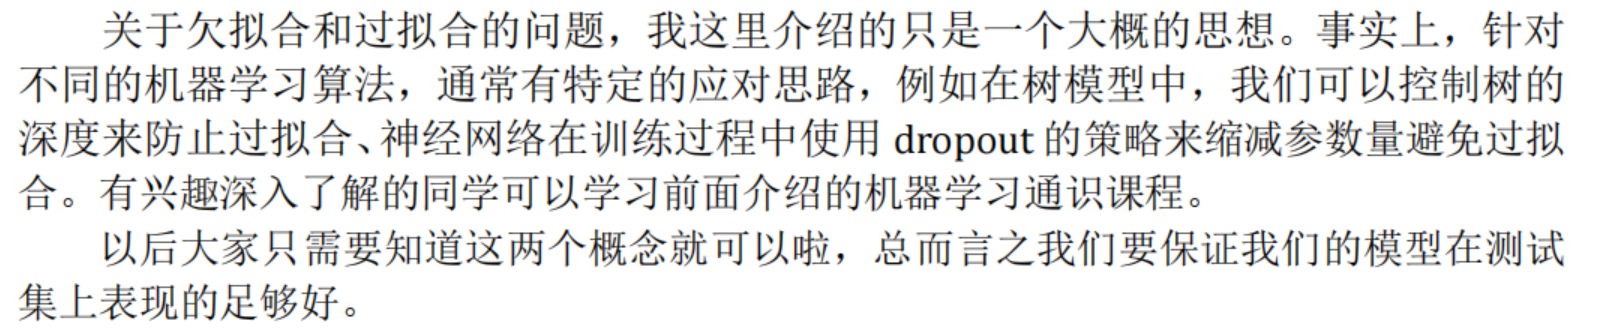 关于欠拟合和过拟合的问题，我这里介绍的只是一个大概的思想。事实上，针对
不同的机器学习算法，通常有特定的应对思路，例如在树模型中，我们可以控制树的
深度来防止过拟合、神经网络在训练过程中使用 dropout 的策略来缩减参数量避免过拟
合。有兴趣深入了解的同学可以学习前面介绍的机器学习通识课程。
以后大家只需要知道这两个概念就可以啦，总而言之我们要保证我们的模型在测试
集上表现的足够好。